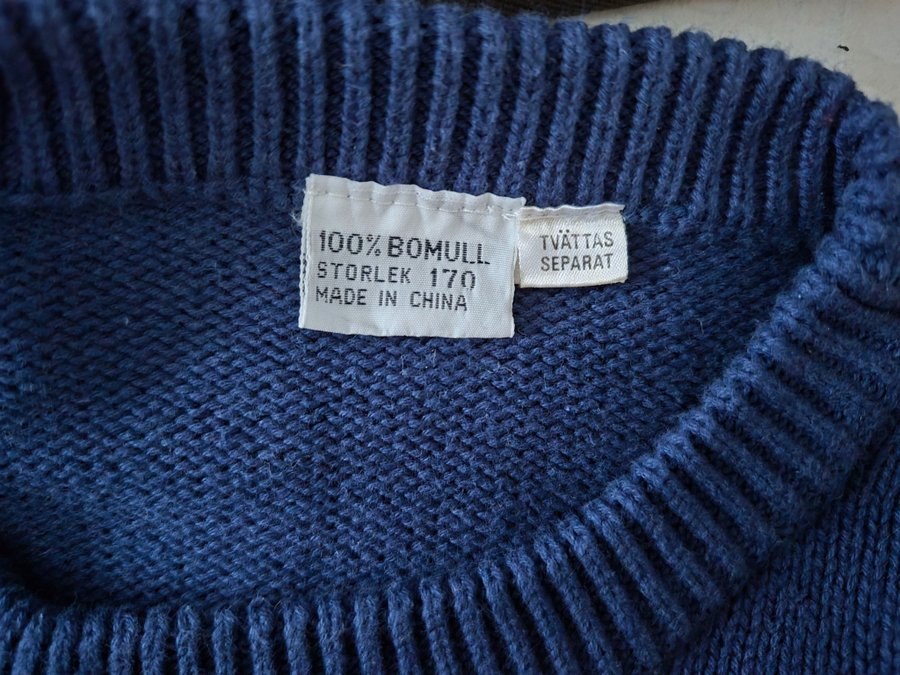 100% BOMULL
STORLEK 170
MADE IN CHINA
TVÄTTAS
SEPARAT